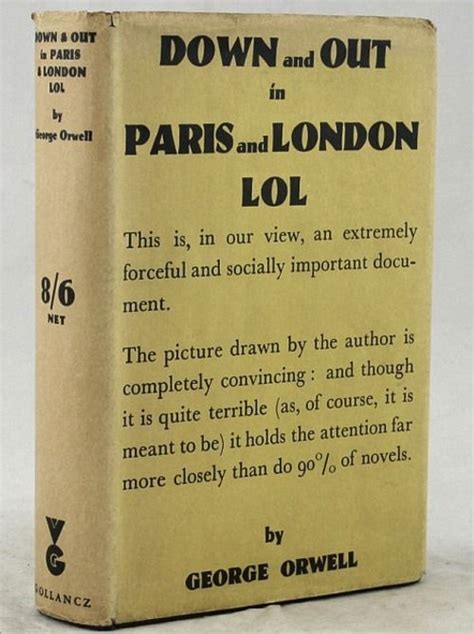 DOWN & OUT
in PARIS
& LONDON
LOL
by
George Orwell
8/6
NET
VG
GOLLANCZ
DOWN and OUT
in
PARIS and LONDON
LOL
This is, in our view, an extremely
forceful and socially important docu-
ment.
The picture drawn by the author is
completely convincing: and though
it is quite terrible (as, of course, it is
meant to be) it holds the attention far
more closely than do 90% of novels.
by
GEORGE ORWELL